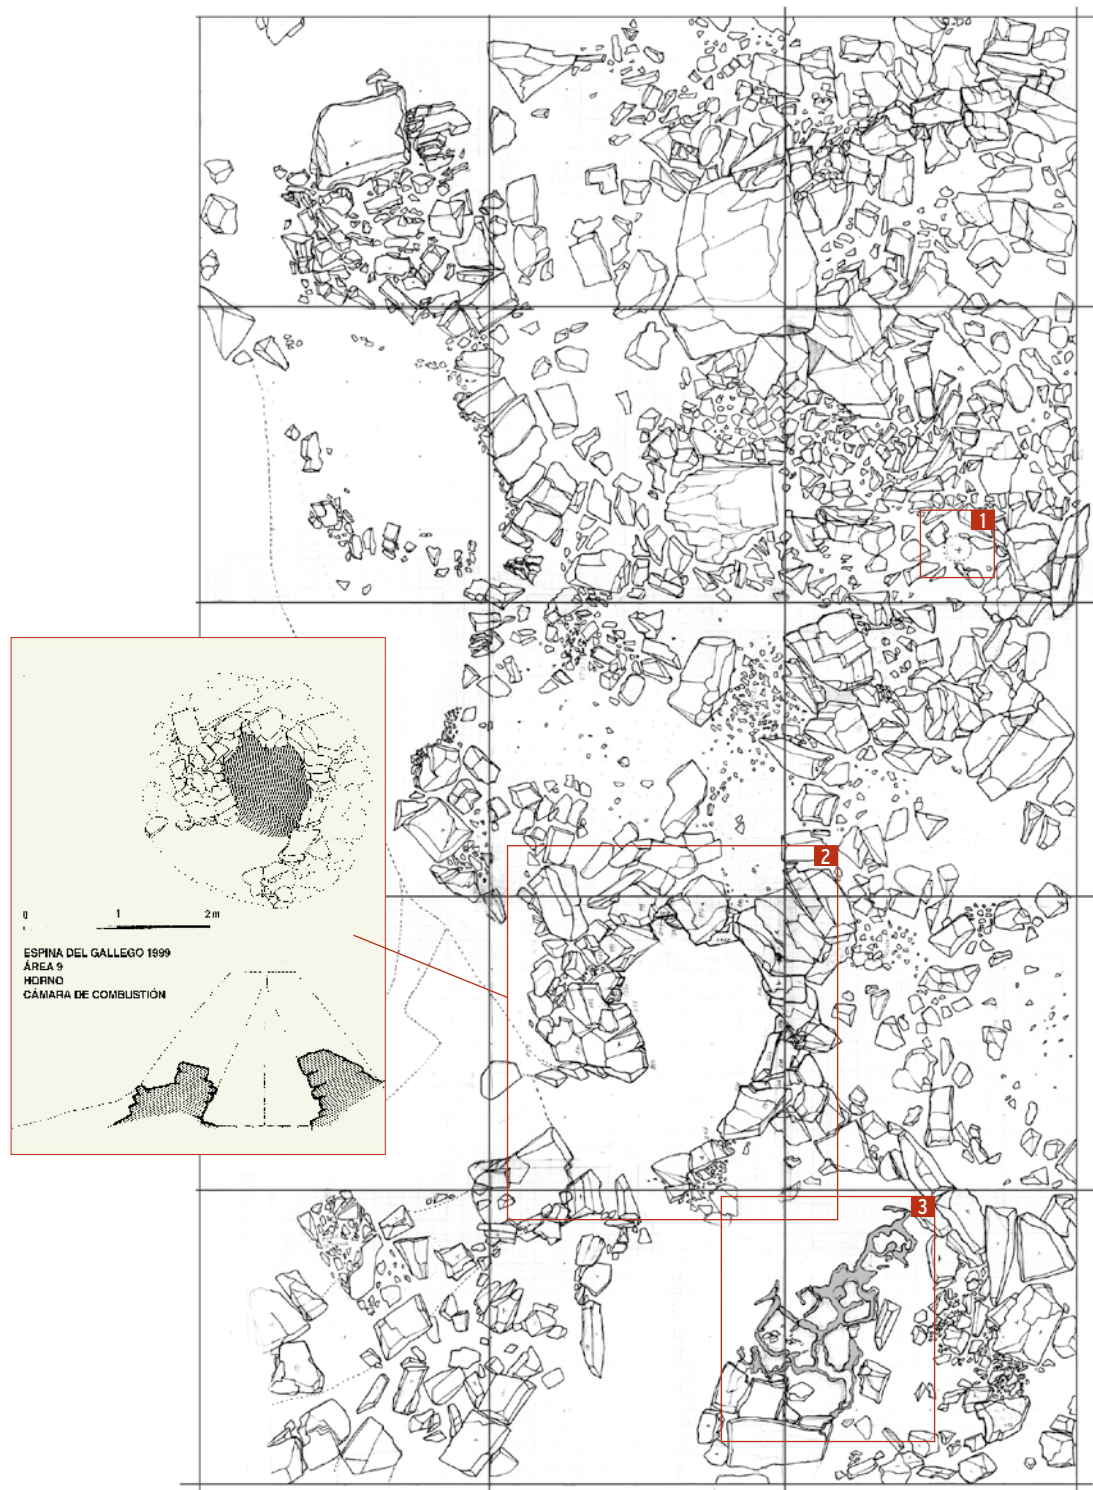 1
2
3
0 1 2 m
ESPINA DEL GALLEGO 1999
ÁREA 9
HORNO
CÁMARA DE COMBUSTIÓN